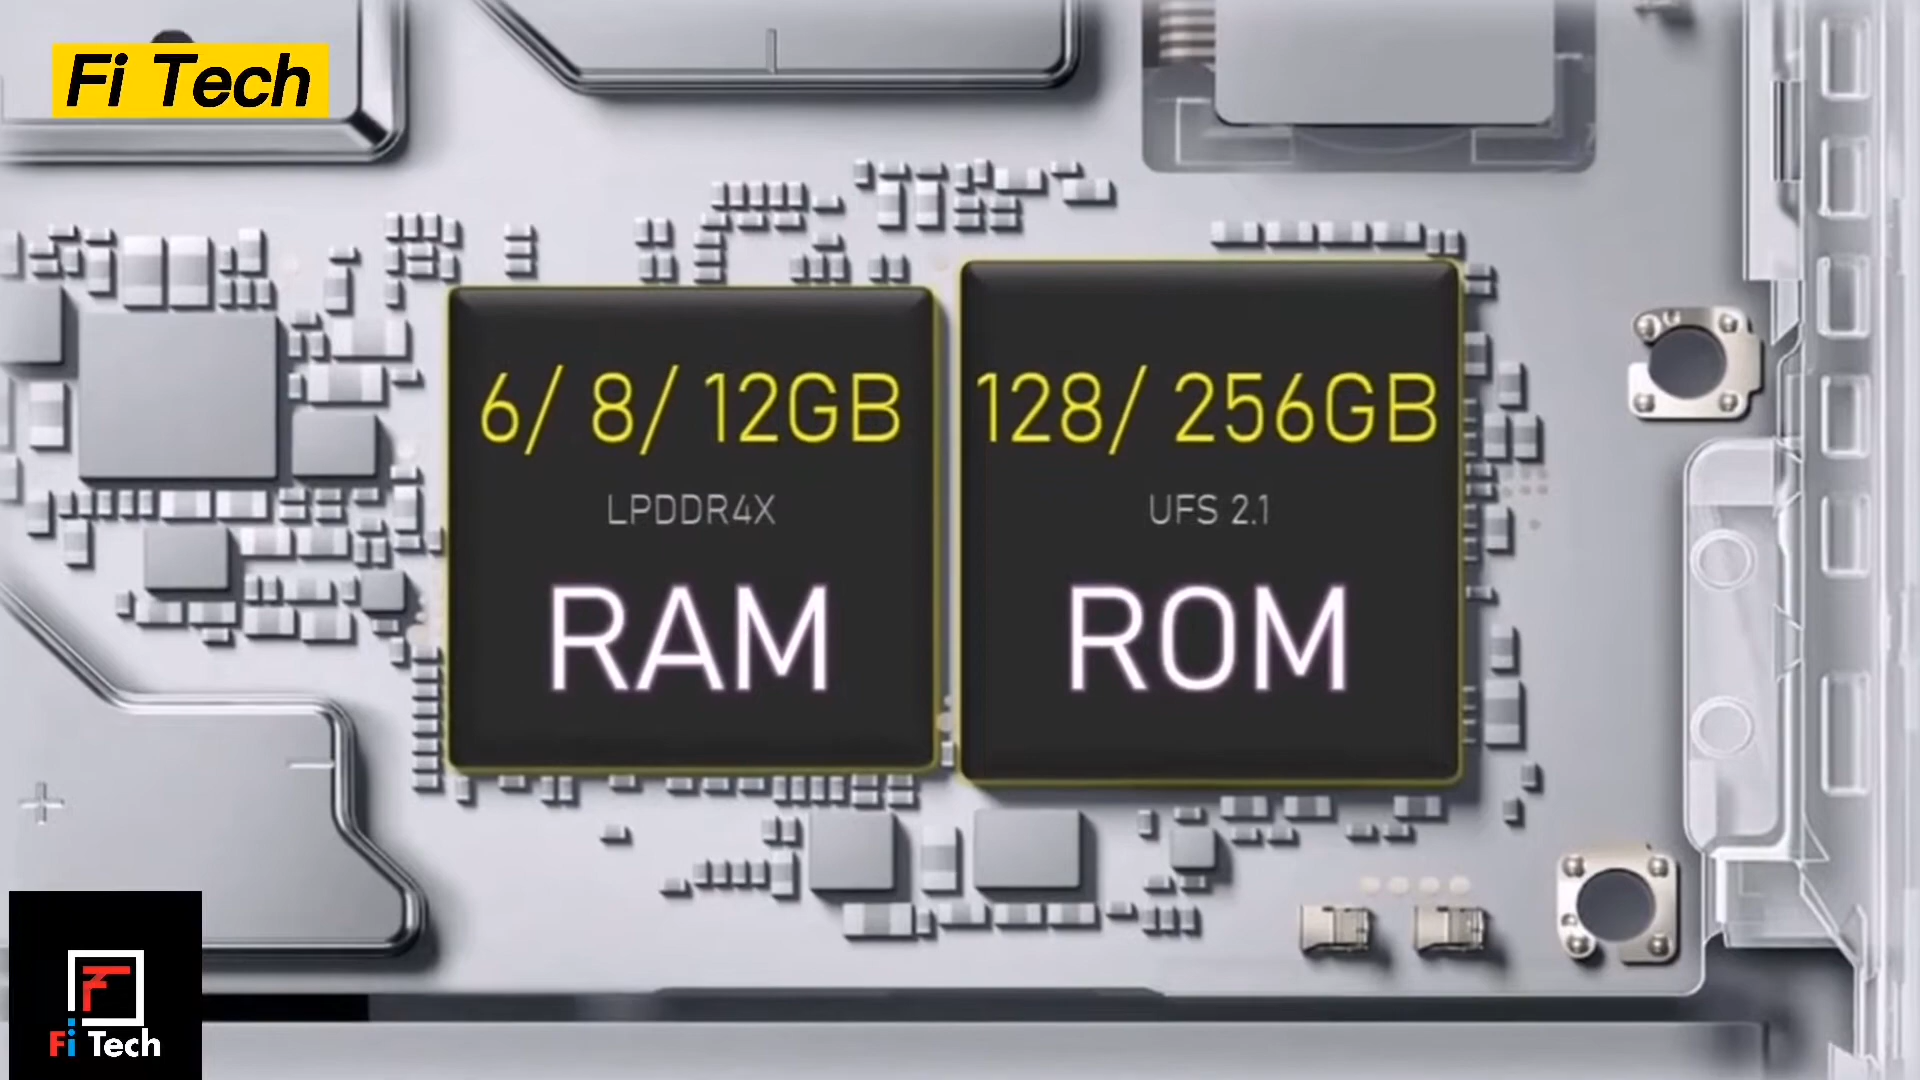 Fi Tech
6/ 8/ 12GB
LPDDR4X
RAM
128/ 256GB
UFS 2.1
ROM
Fi Tech